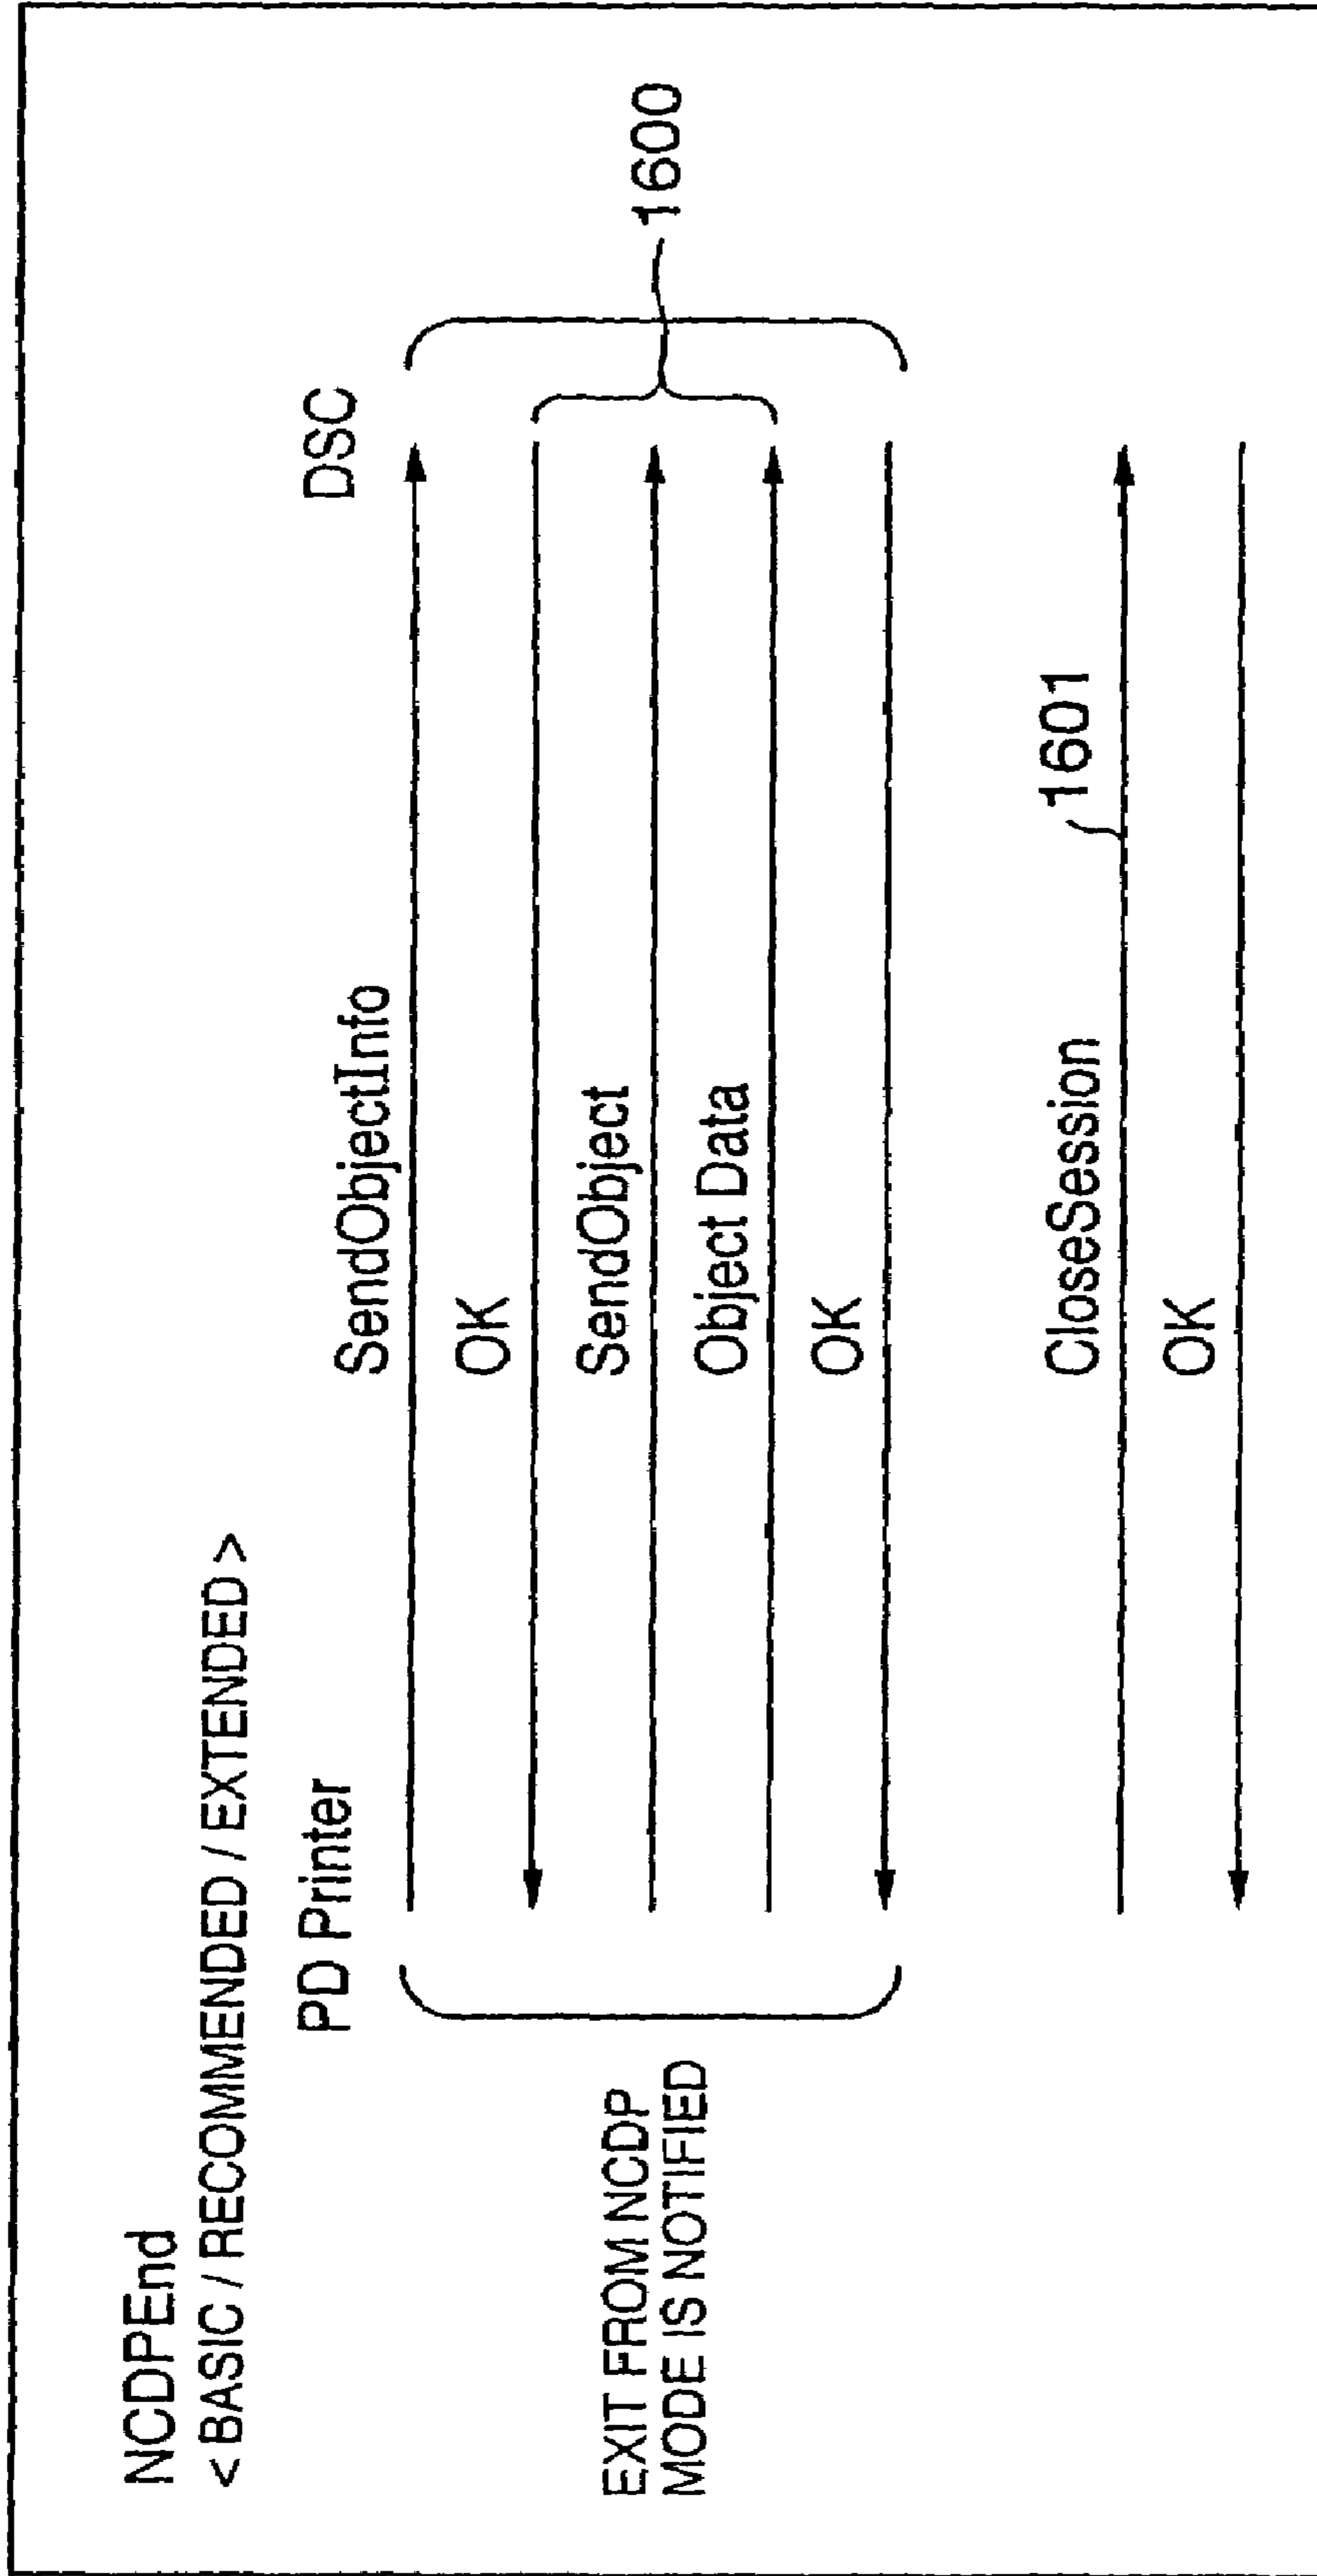 NCDPEnd
< BASIC / RECOMMENDED / EXTENDED >
PD Printer
DSC
SendObjectInfo
OK
SendObject
Object Data
OK
1600
EXIT FROM NCDP
MODE IS NOTIFIED
CloseSession
1601
OK